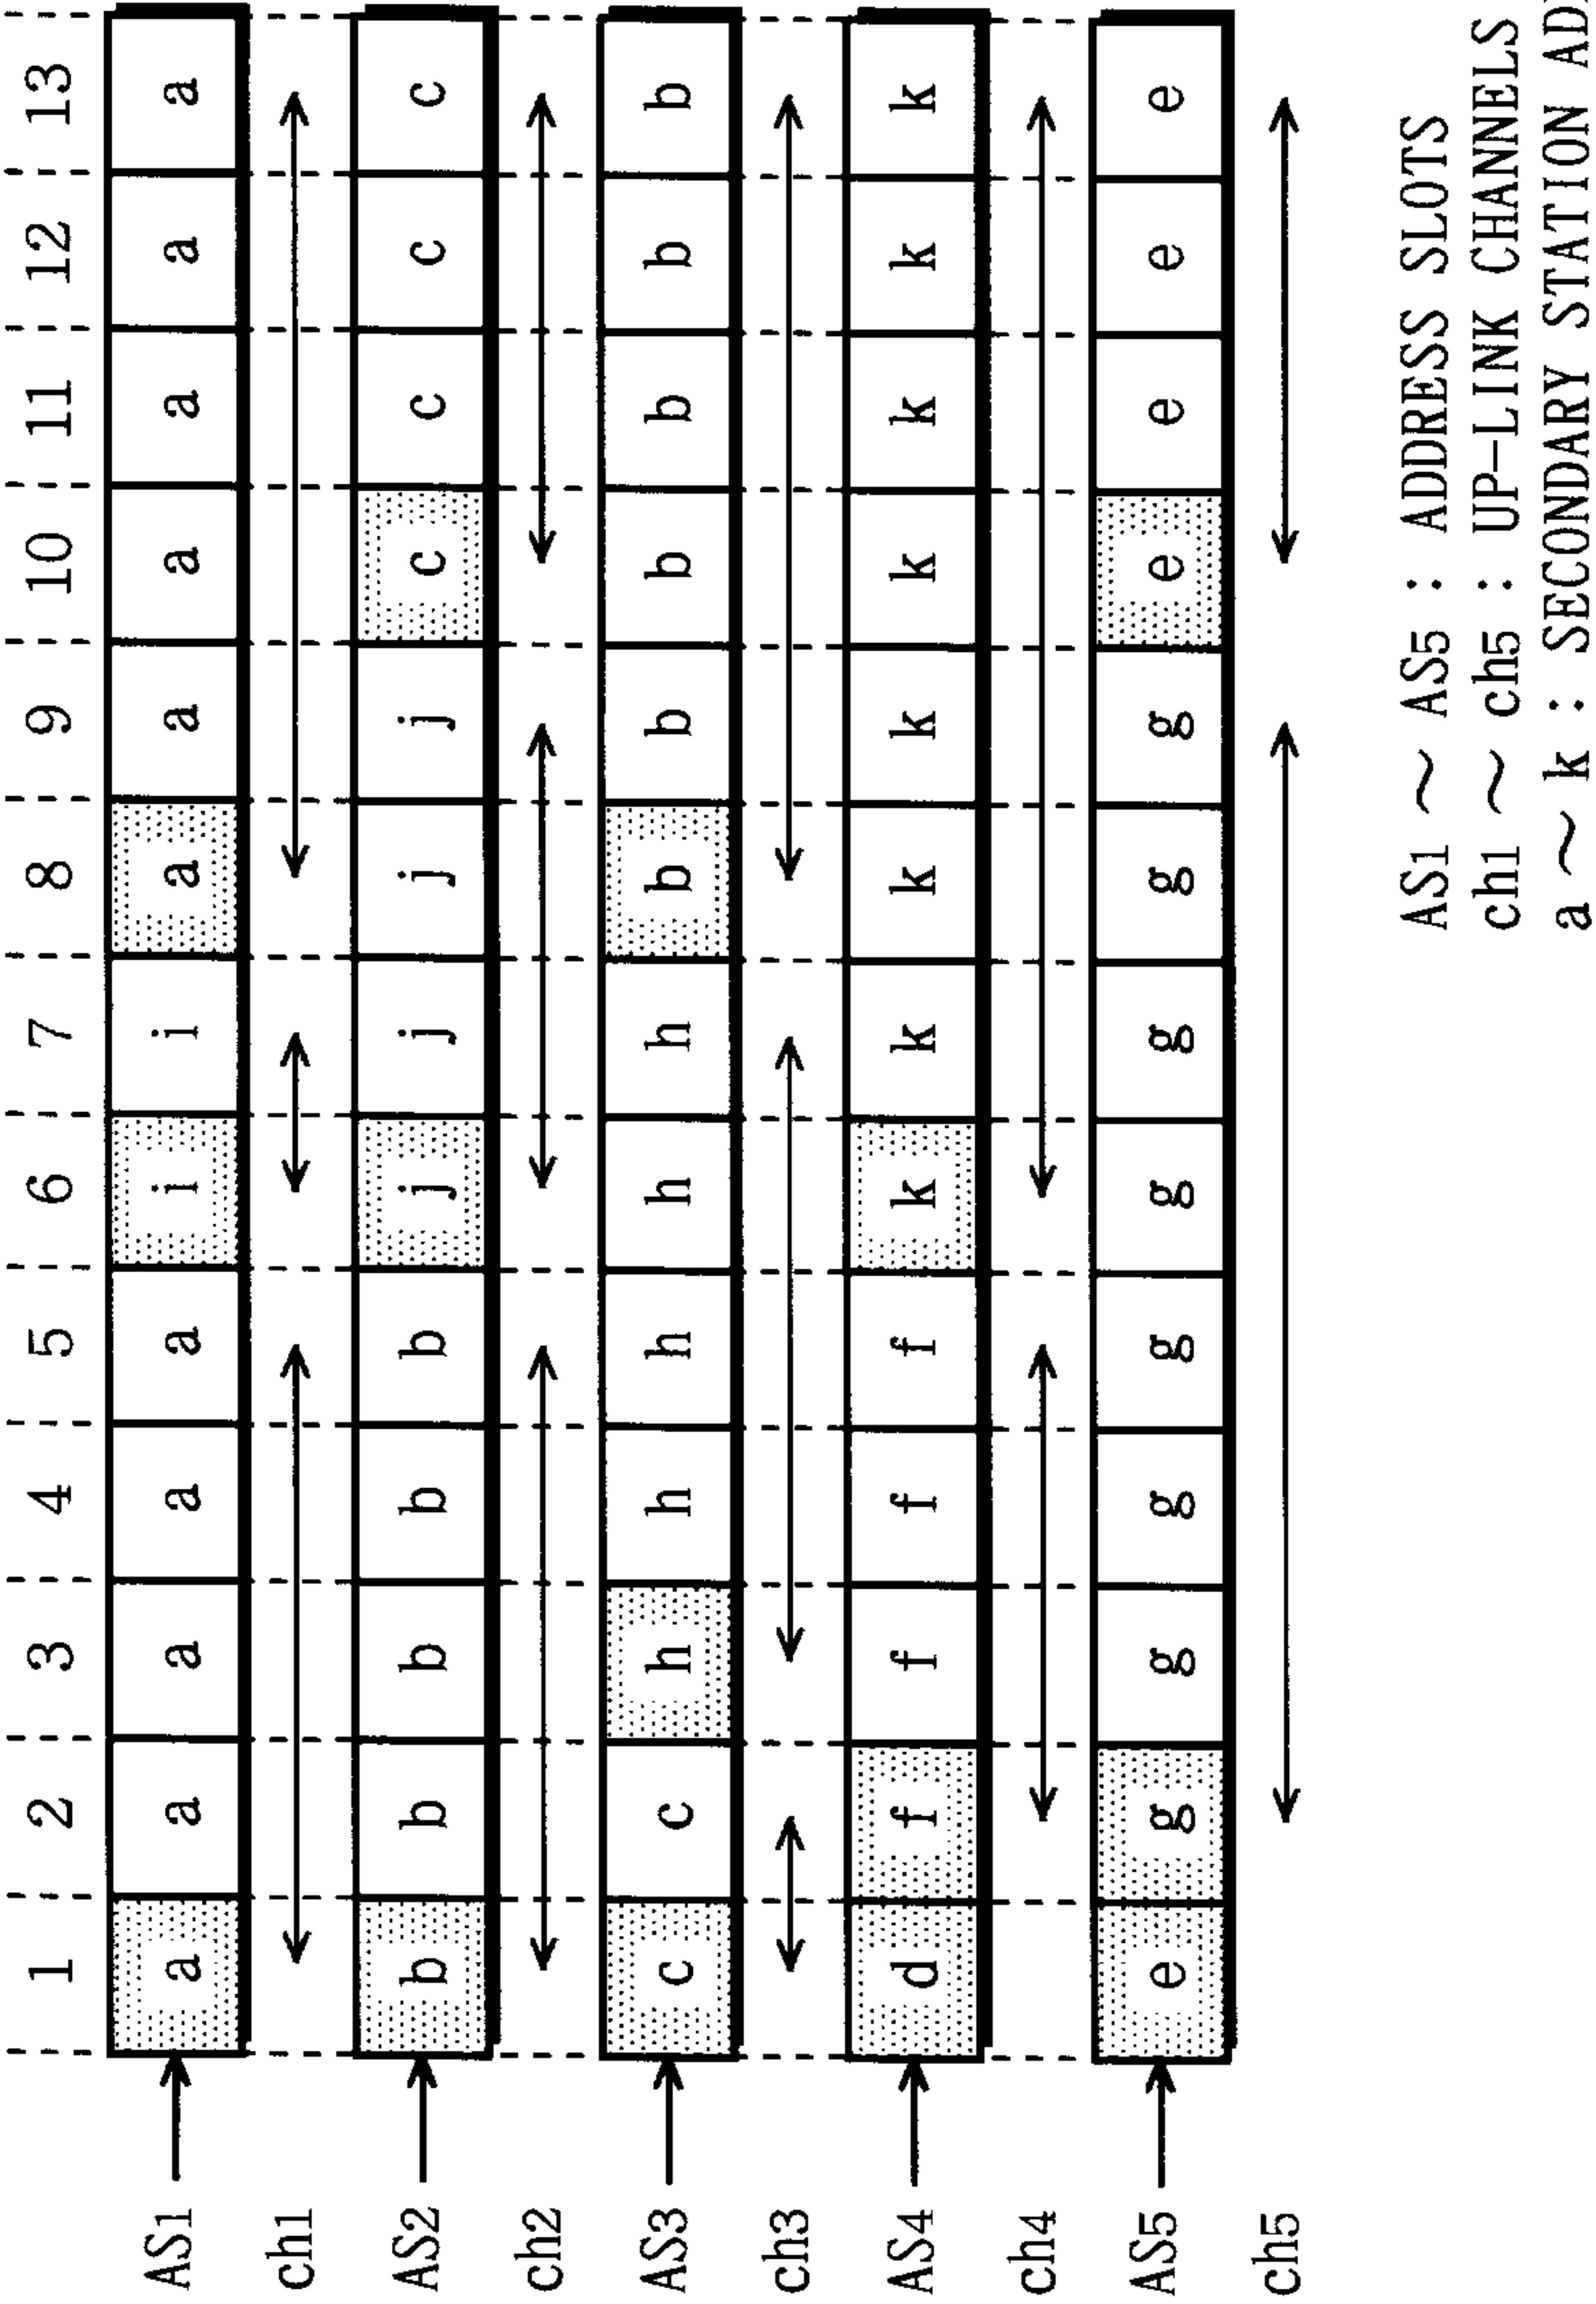 1 2 3 4 5 6 7 8 9 10 11 12 13
AS1 a a a a a i i a a a a a a
ch1
AS2 b b b b b j j j j c c c c
ch2
AS3 c c h h h h h b b b b b b
ch3
AS4 d f f f f k k k k k k k k
ch4
AS5 e g g g g g g g g e e e e
ch5
AS1 ~ AS5 : ADDRESS SLOTS
ch1 ~ ch5 : UP-LINK CHANNELS
a ~ k : SECONDARY STATION